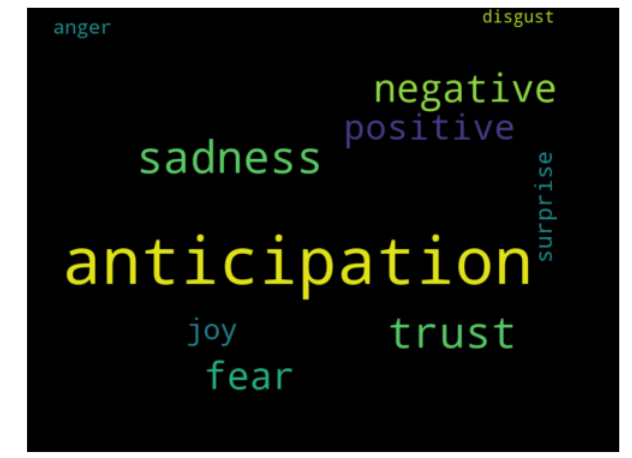 disgust
anger
negative
positive
sadness
surprise
anticipation
joy
trust
fear